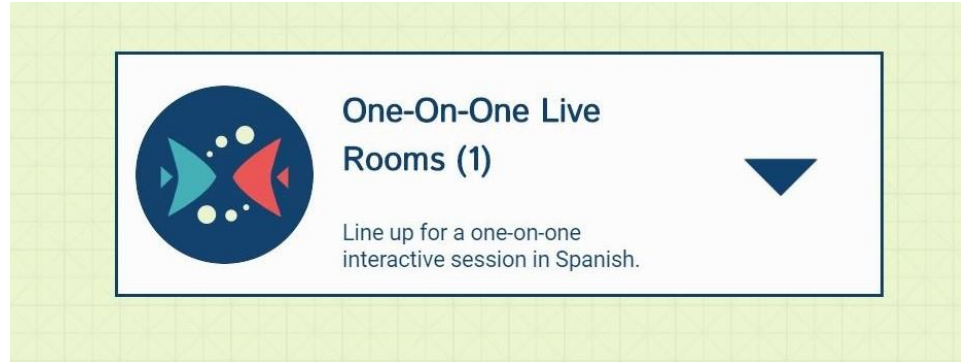 One-On-One Live
Rooms (1)
Line up for a one-on-one
interactive session in Spanish.